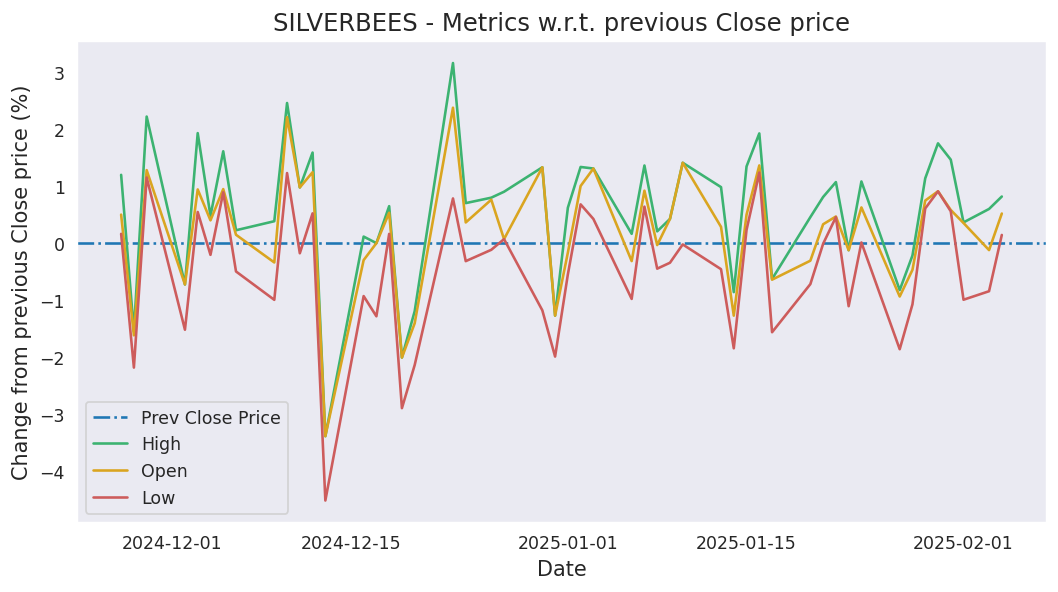 SILVERBEES - Metrics w.r.t. previous Close price
Change from previous Close price (%)
3
2
1
0
−1
−2
−3
−4
Prev Close Price
High
Open
Low
2024-12-01
2024-12-15
2025-01-01
2025-01-15
2025-02-01
Date